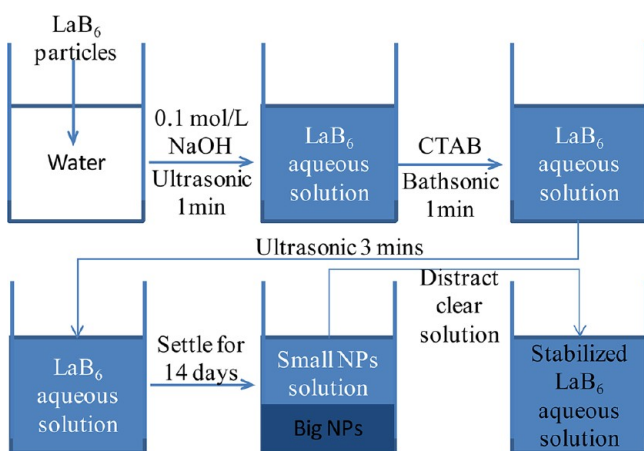 LaB₆
particles
Water
0.1 mol/L
NaOH
Ultrasonic
1min
LaB₆
aqueous
solution
CTAB
Bathsonic
1min
LaB₆
aqueous
solution
Ultrasonic 3 mins
LaB₆
aqueous
solution
Settle for
14 days
Small NPs
solution
Big NPs
Distract
clear
solution
Stabilized
LaB₆
aqueous
solution